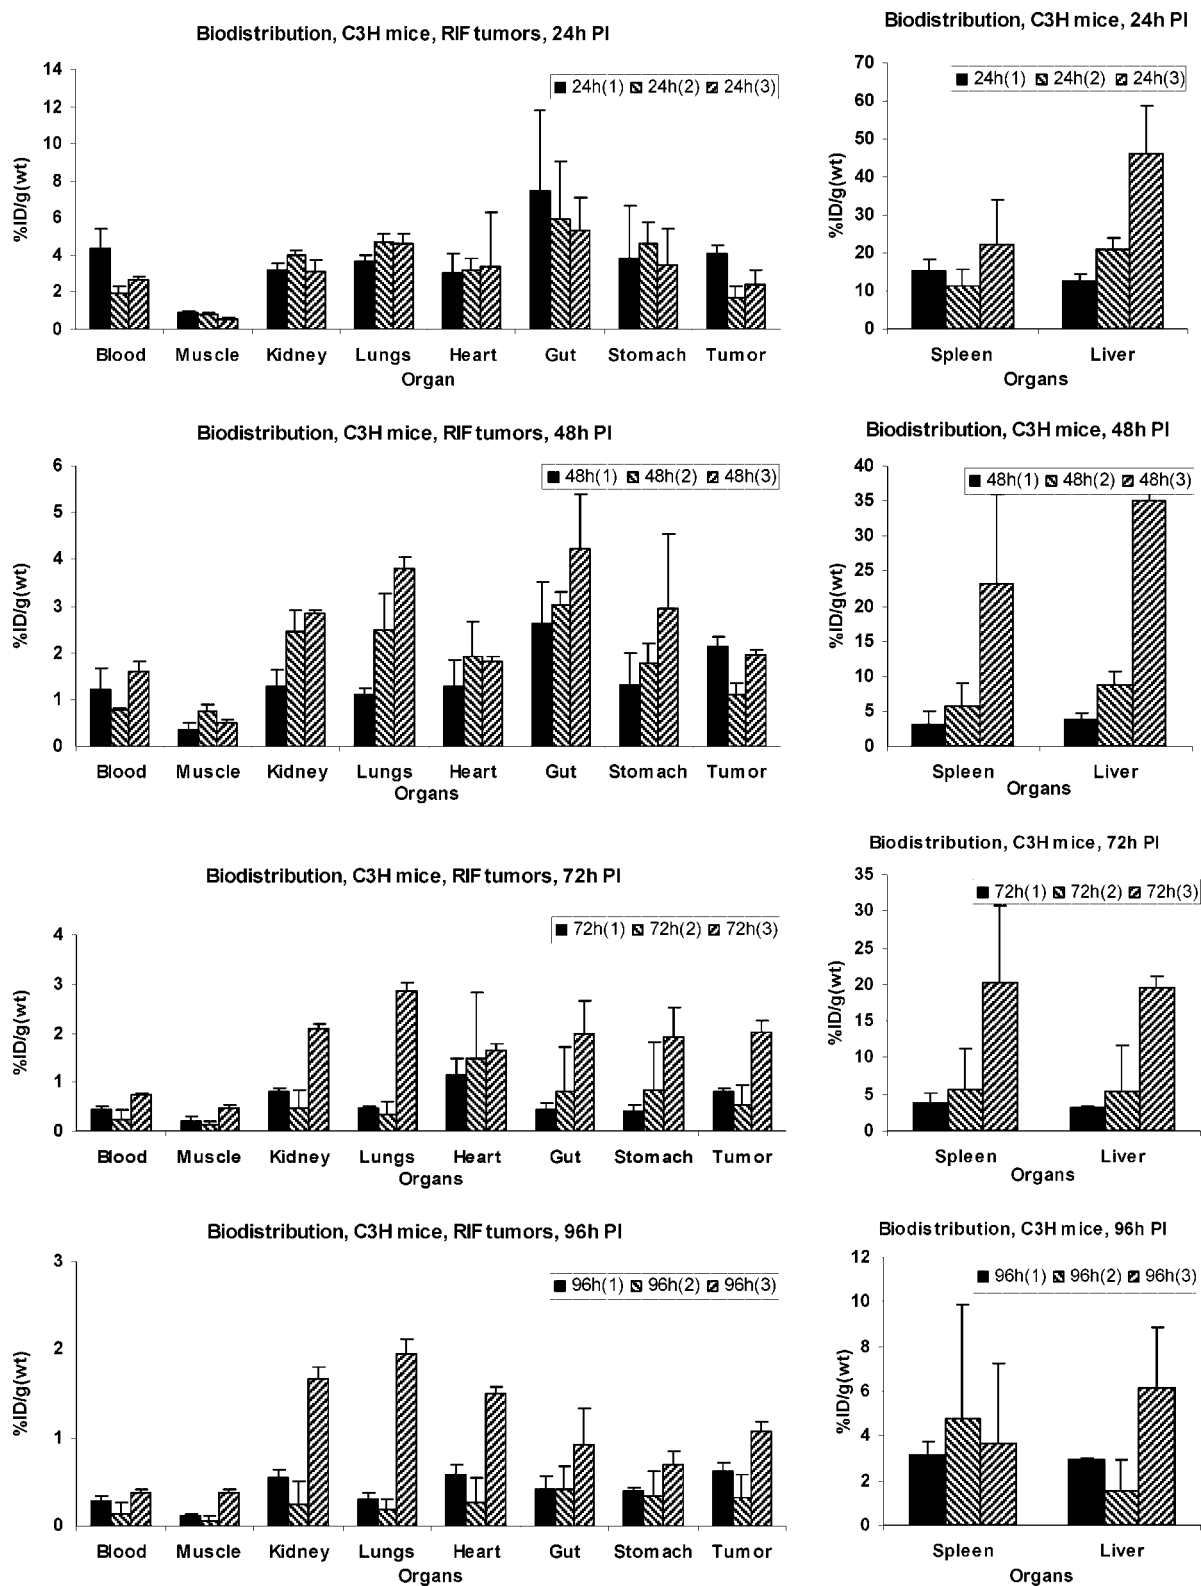 Biodistribution, C3H mice, RIF tumors, 24h PI
%ID/g(wt)
14
12
10
8
6
4
2
0
24h(1) 24h(2) 24h(3)
Blood Muscle Kidney Lungs Heart Gut Stomach Tumor
Organ
Biodistribution, C3H mice, 24h PI
%ID/g(wt)
70
60
50
40
30
20
10
0
24h(1) 24h(2) 24h(3)
Spleen Liver
Organs
Biodistribution, C3H mice, RIF tumors, 48h PI
%ID/g(wt)
6
5
4
3
2
1
0
48h(1) 48h(2) 48h(3)
Blood Muscle Kidney Lungs Heart Gut Stomach Tumor
Organs
Biodistribution, C3H mice, 48h PI
%ID/g(wt)
40
35
30
25
20
15
10
5
0
48h(1) 48h(2) 48h(3)
Spleen Liver
Organs
Biodistribution, C3H mice, RIF tumors, 72h PI
%ID/g(wt)
4
3
2
1
0
72h(1) 72h(2) 72h(3)
Blood Muscle Kidney Lungs Heart Gut Stomach Tumor
Organs
Biodistribution, C3H mice, 72h PI
%ID/g(wt)
35
30
25
20
15
10
5
0
72h(1) 72h(2) 72h(3)
Spleen Liver
Organs
Biodistribution, C3H mice, RIF tumors, 96h PI
%ID/g(wt)
3
2
1
0
96h(1) 96h(2) 96h(3)
Blood Muscle Kidney Lungs Heart Gut Stomach Tumor
Organs
Biodistribution, C3H mice, 96h PI
%ID/g(wt)
12
10
8
6
4
2
0
96h(1) 96h(2) 96h(3)
Spleen Liver
Organs